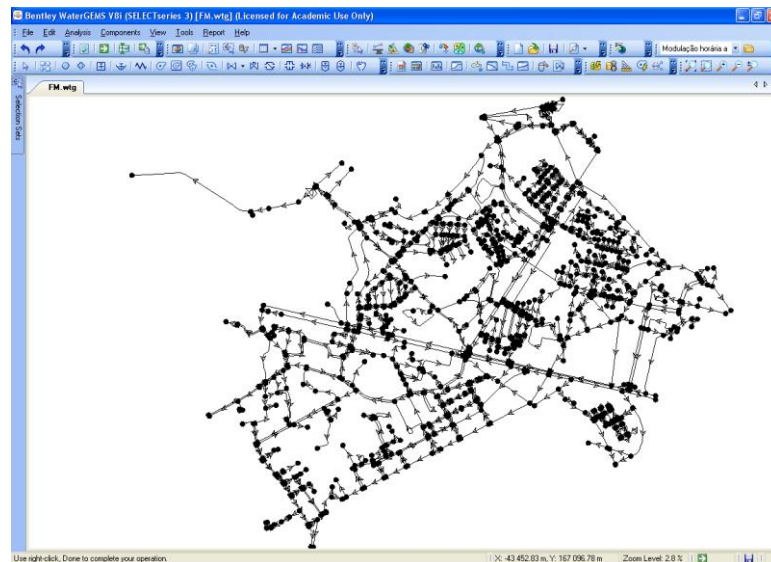 Bentley WaterGEMS V8i (SELECTseries 3) [FM.wtg] (Licensed for Academic Use Only)
File Edit Analysis Components View Tools Report Help
Modulação horária a
FM.wtg
Selection Sets
Use right-click, Done to complete your operation.
X: -43 452.83 m, Y: 167 096.78 m
Zoom Level: 2.8 %